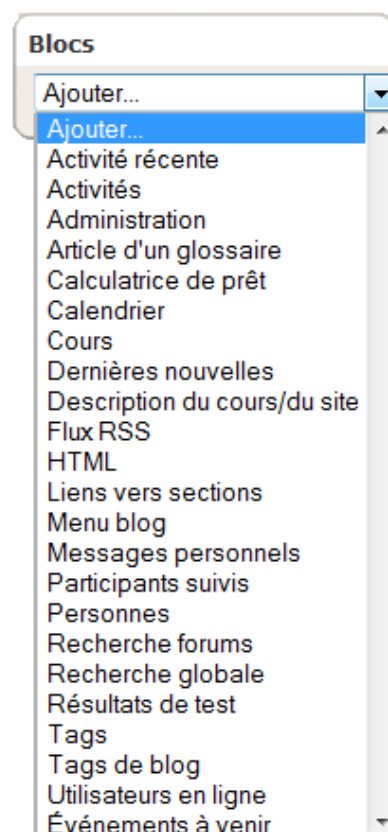 Blocs
Ajouter...
Ajouter...
Activité récente
Activités
Administration
Article d'un glossaire
Calculatrice de prêt
Calendrier
Cours
Dernières nouvelles
Description du cours/du site
Flux RSS
HTML
Liens vers sections
Menu blog
Messages personnels
Participants suivis
Personnes
Recherche forums
Recherche globale
Résultats de test
Tags
Tags de blog
Utilisateurs en ligne
Événements à venir